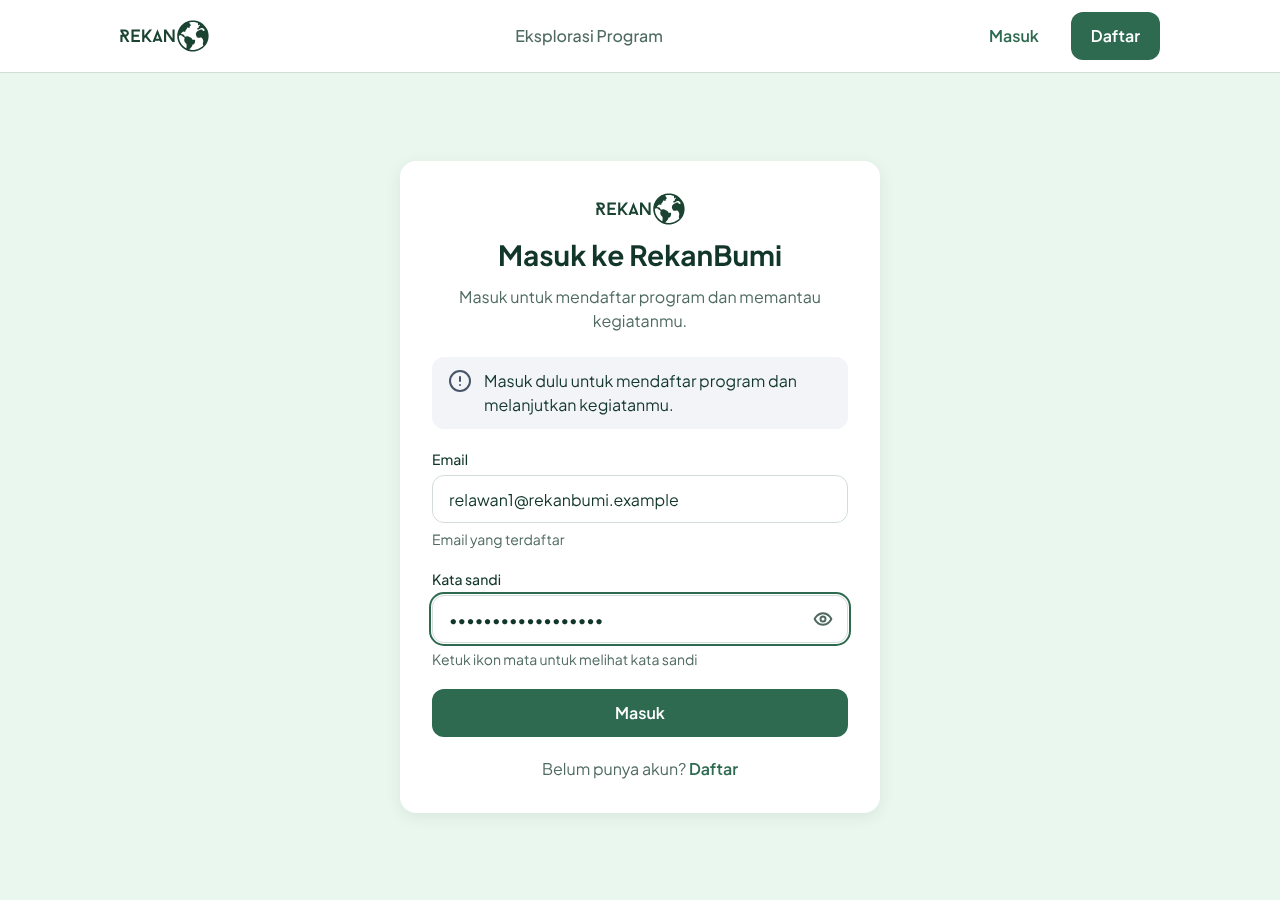 REKAN
Eksplorasi Program
Masuk
Daftar
REKAN
Masuk ke RekanBumi
Masuk untuk mendaftar program dan memantau
kegiatanmu.
Masuk dulu untuk mendaftar program dan
melanjutkan kegiatanmu.
Email
relawan1@rekanbumi.example
Email yang terdaftar
Kata sandi
••••••••••••••••••
Ketuk ikon mata untuk melihat kata sandi
Masuk
Belum punya akun? Daftar